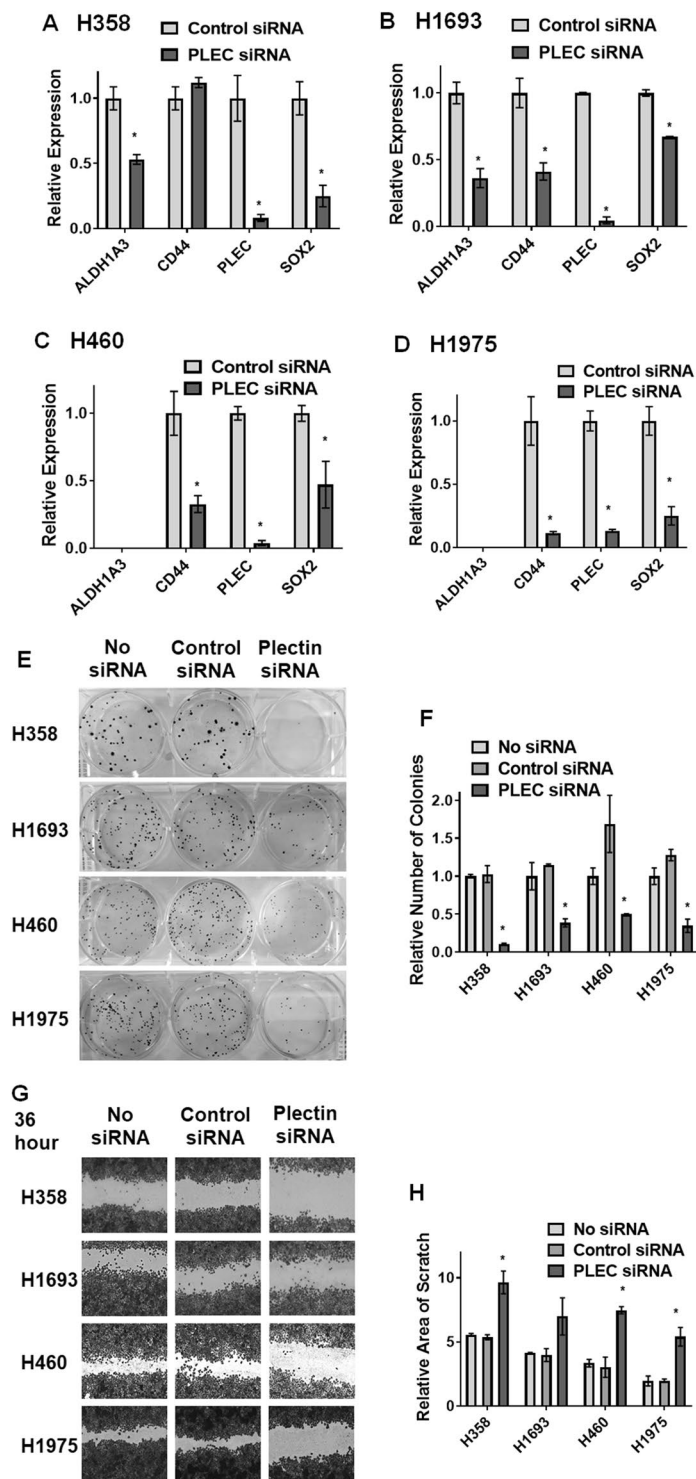 A H358
Control siRNA
PLEC siRNA
Relative Expression
1.0
0.5
0.0
*
*
*
ALDH1A3
CD44
PLEC
SOX2
B H1693
Control siRNA
PLEC siRNA
Relative Expression
1.0
0.5
0.0
*
*
*
*
ALDH1A3
CD44
PLEC
SOX2
C H460
Control siRNA
PLEC siRNA
Relative Expression
1.0
0.5
0.0
*
*
*
ALDH1A3
CD44
PLEC
SOX2
D H1975
Control siRNA
PLEC siRNA
Relative Expression
1.0
0.5
0.0
*
*
*
ALDH1A3
CD44
PLEC
SOX2
E
No siRNA
Control siRNA
Plectin siRNA
H358
H1693
H460
H1975
F
No siRNA
Control siRNA
PLEC siRNA
Relative Number of Colonies
2.0
1.5
1.0
0.5
0.0
*
*
*
*
H358
H1693
H460
H1975
G
36 hour
No siRNA
Control siRNA
Plectin siRNA
H358
H1693
H460
H1975
H
No siRNA
Control siRNA
PLEC siRNA
Relative Area of Scratch
10
5
0
*
*
*
H358
H1693
H460
H1975